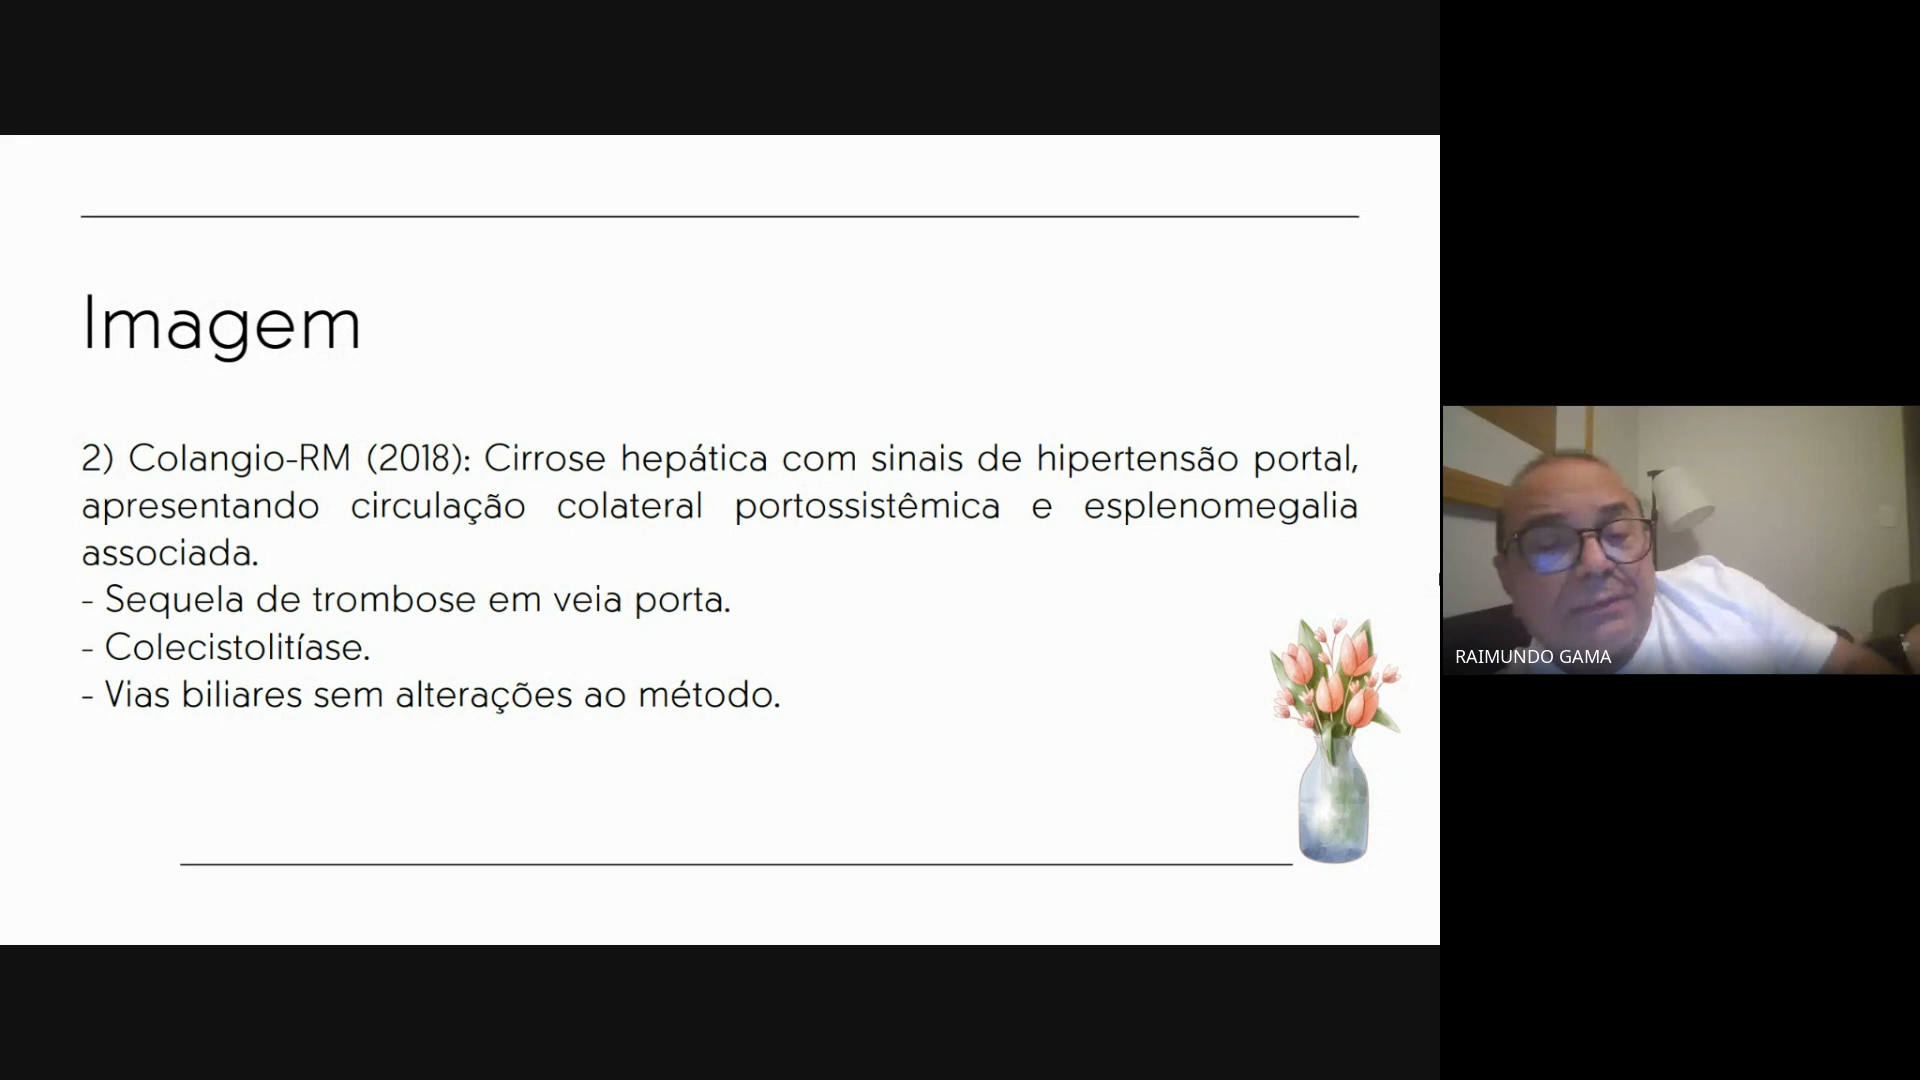 Imagem
2) Colangio-RM (2018): Cirrose hepática com sinais de hipertensão portal,
apresentando circulação colateral portossistêmica e esplenomegalia
associada.
- Sequela de trombose em veia porta.
- Colecistolitíase.
- Vias biliares sem alterações ao método.
RAIMUNDO GAMA